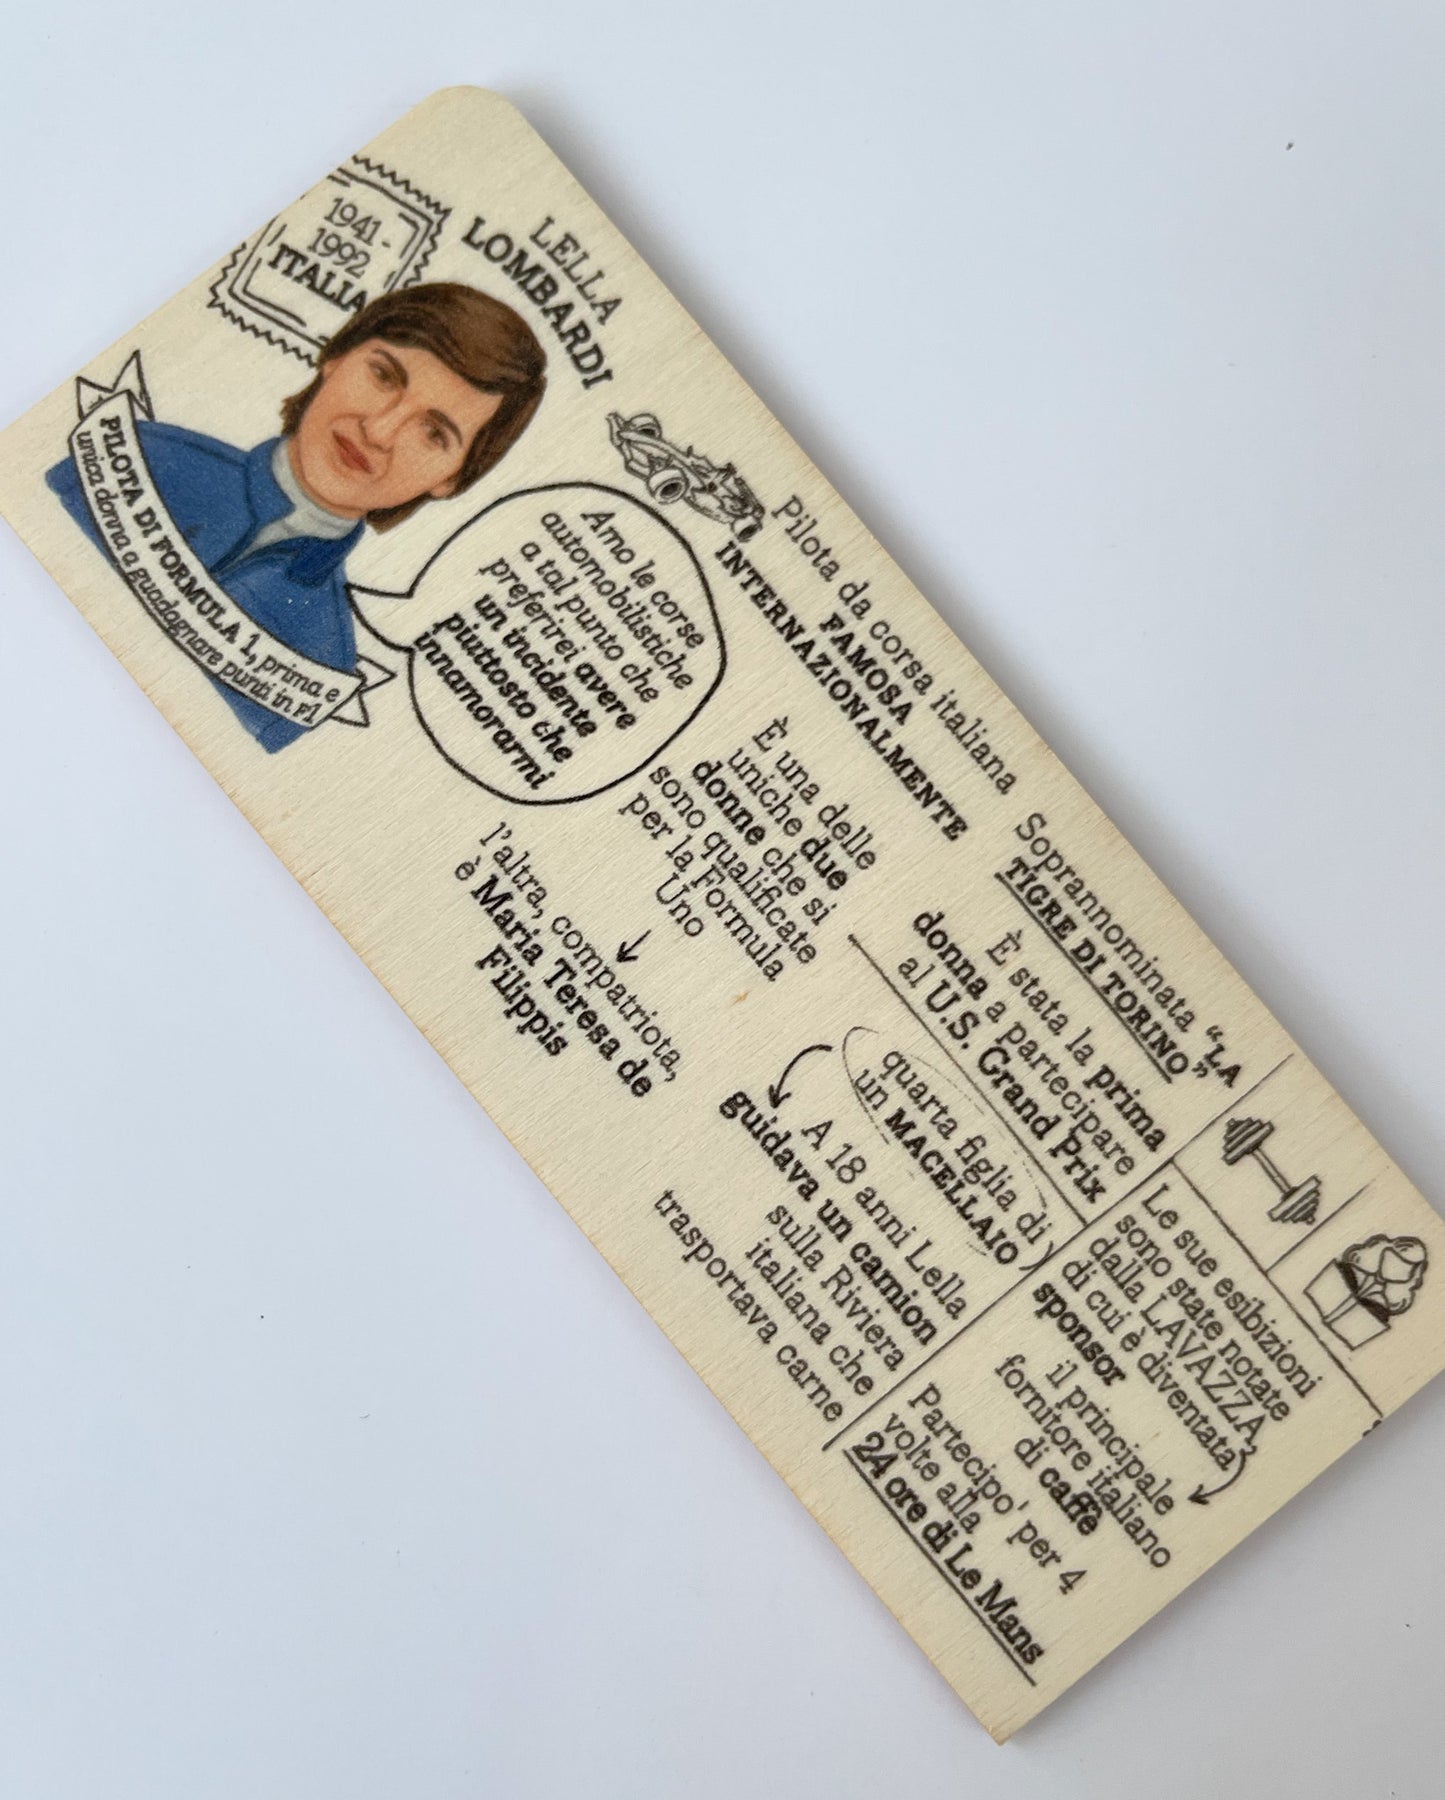 1941 -
1992
ITALIA
LELLA
LOMBARDI
PILOTA DI FORMULA 1, prima e
unica donna a guadagnare punti in F1
Amo le corse
automobilistiche
a tal punto che
preferirei avere
un incidente
piuttosto che
innamorarmi
Pilota da corsa italiana
FAMOSA
INTERNAZIONALMENTE
È una delle
uniche due
donne che si
sono qualificate
per la Formula
Uno
l'altra, compatriota,
è Maria Teresa de
Filippis
Soprannominata "LA
TIGRE DI TORINO"
È stata la prima
donna a partecipare
al U.S. Grand Prix
quarta figlia di
un MACELLAIO
A 18 anni Lella
guidava un camion
sulla Riviera
italiana che
trasportava carne
Le sue esibizioni
sono state notate
dalla LAVAZZA,
di cui è diventata
sponsor
il principale
fornitore italiano
di caffè
Partecipo' per 4
volte alla
24 ore di Le Mans